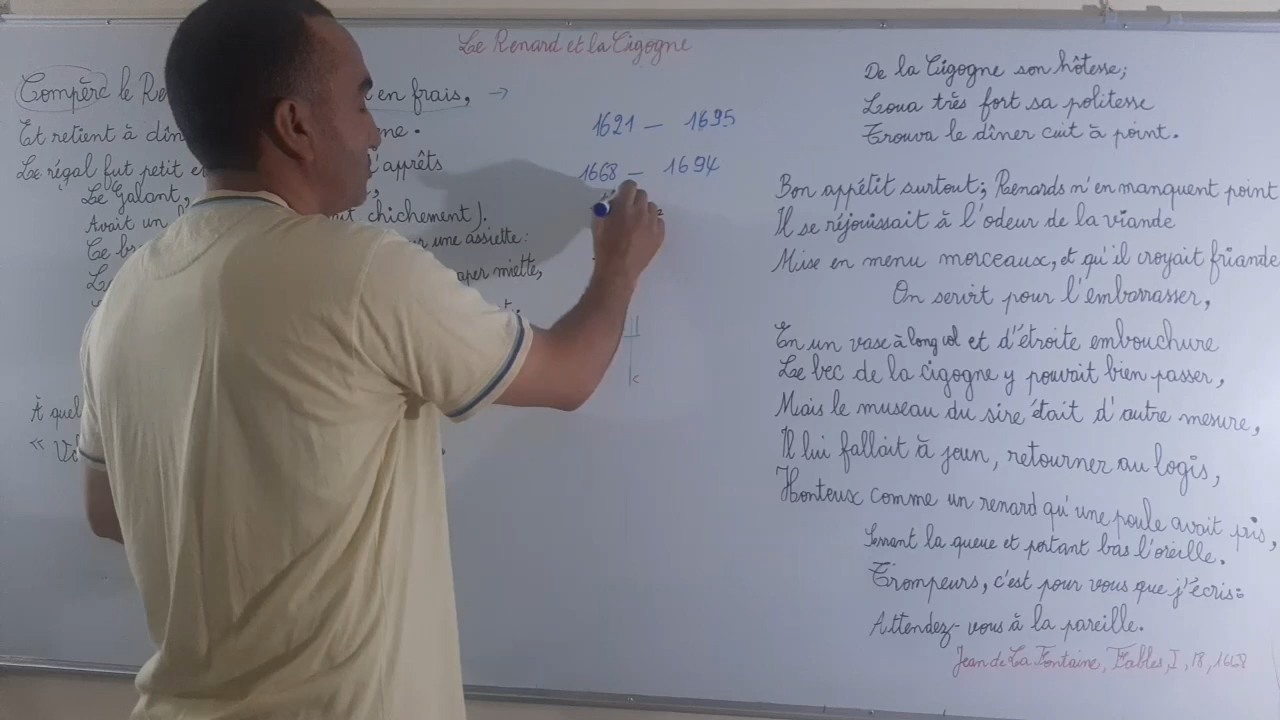 Le Renard et la Cigogne
Compère le Re en frais, →
Et retient à dîn
Le régal fut petit e d'apprêts
Le Galant,
Avait un chichement).
Ce br une assiette:
miette,
À quel
1621 — 1695
1668 — 1694
De la Cigogne son hôtesse;
Loua très fort sa politesse
Trouva le dîner cuit à point.
Bon appétit surtout; Renards n'en manquent point
Il se réjouissait à l'odeur de la viande
Mise en menu morceaux, et qu'il croyait friande
On servit pour l'embarrasser,
En un vase à long col et d'étroite embouchure
Le bec de la cigogne y pouvait bien passer,
Mais le museau du sire était d'autre mesure,
Il lui fallait à jeun, retourner au logis,
Honteux comme un renard qu'une poule avait pris,
Serrant la queue et portant bas l'oreille.
Trompeurs, c'est pour vous que j'écris:
Attendez-vous à la pareille.
Jean de La Fontaine, Fables, I, 18, 1668